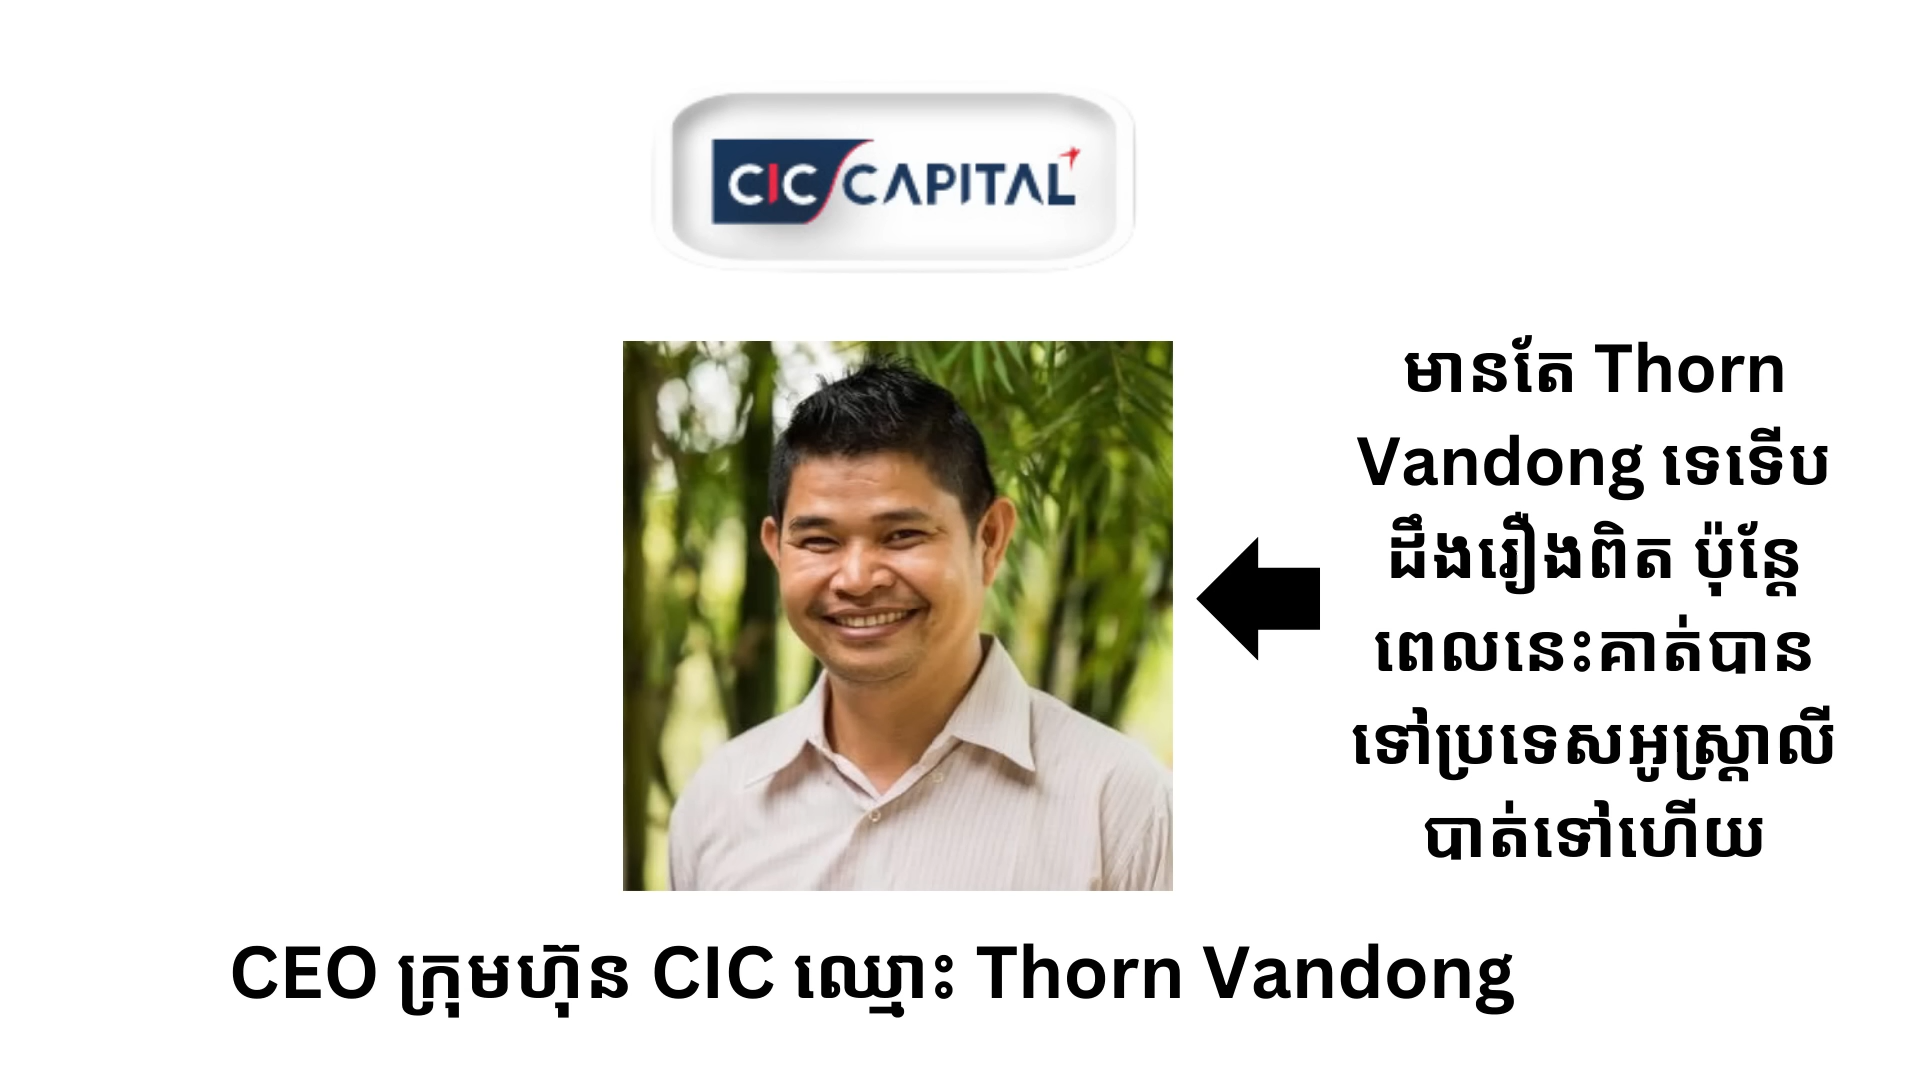 CIC CAPITAL
មានតែ Thorn
Vandong ទេទើប
ដឹងរឿងពិត ប៉ុន្តែ
ពេលនេះគាត់បាន
ទៅប្រទេសអូស្ត្រាលី
បាត់ទៅហើយ
CEO ក្រុមហ៊ុន CIC ឈ្មោះ Thorn Vandong